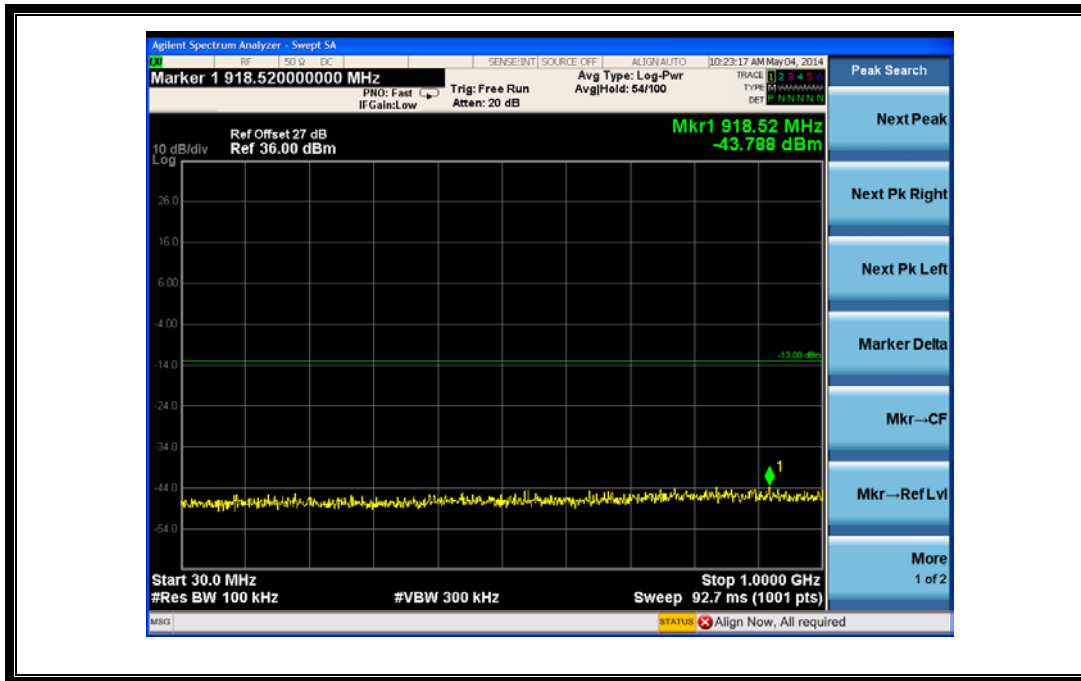 Agilent Spectrum Analyzer - Swept SA
RF 50 Ω DC SENSE:INT SOURCE OFF ALIGN AUTO 10:23:17 AM May 04, 2014
Marker 1 918.520000000 MHz
PNO: Fast
IFGain:Low
Trig: Free Run
Atten: 20 dB
Avg Type: Log-Pwr
Avg|Hold: 54/100
TRACE 1 2 3 4 5 6
TYPE M
DET P N N N N N
Peak Search
Ref Offset 27 dB
Ref 36.00 dBm
10 dB/div
Log
Mkr1 918.52 MHz
-43.788 dBm
26.0
16.0
6.00
-4.00
-14.0
-24.0
-34.0
-44.0
-54.0
-13.00 dBm
1
Start 30.0 MHz
Stop 1.0000 GHz
#Res BW 100 kHz
#VBW 300 kHz
Sweep 92.7 ms (1001 pts)
Next Peak
Next Pk Right
Next Pk Left
Marker Delta
Mkr→CF
Mkr→Ref Lvl
More
1 of 2
MSG
STATUS Align Now, All required